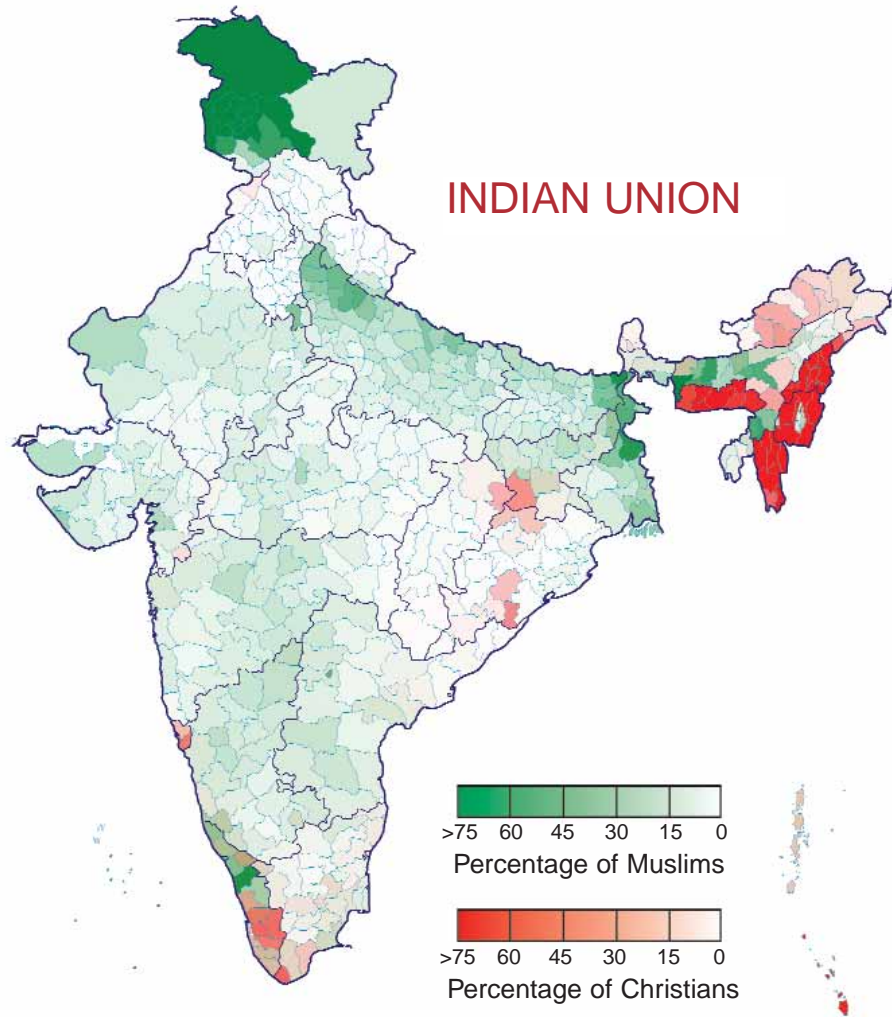 INDIAN UNION
>75 60 45 30 15 0
Percentage of Muslims
>75 60 45 30 15 0
Percentage of Christians